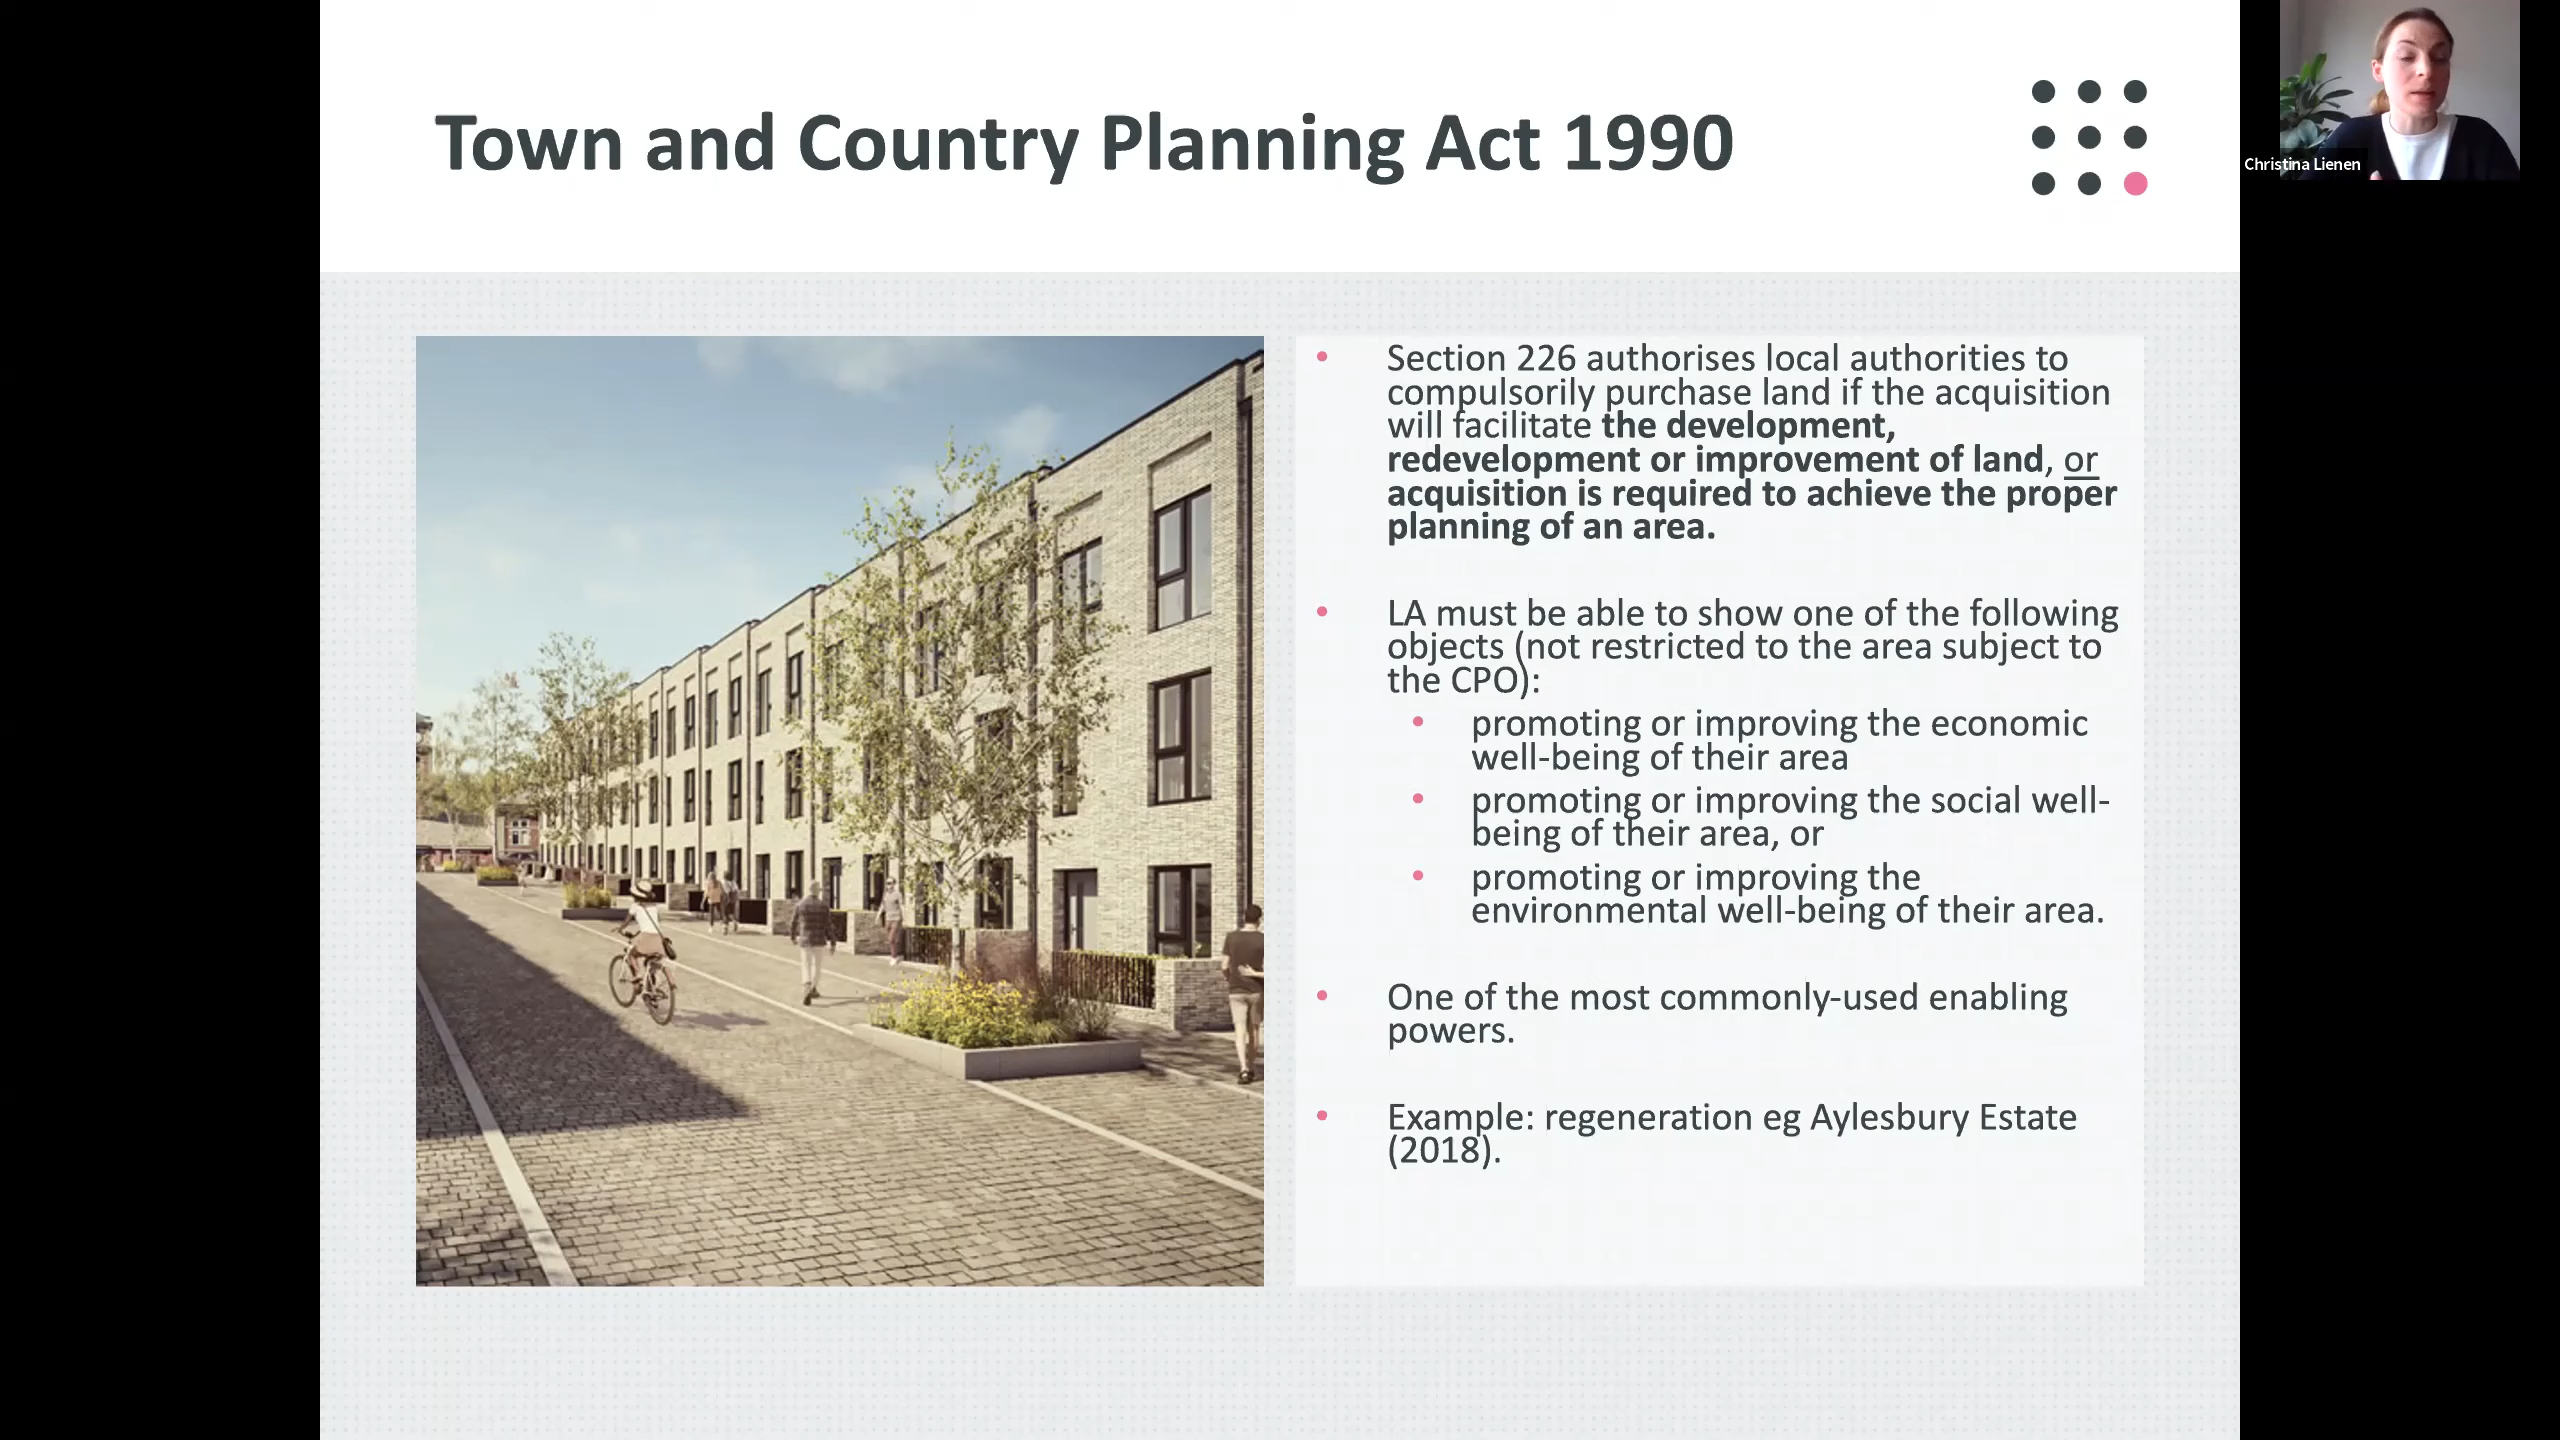 Town and Country Planning Act 1990
Christina Lienen
• Section 226 authorises local authorities to
compulsorily purchase land if the acquisition
will facilitate the development,
redevelopment or improvement of land, or
acquisition is required to achieve the proper
planning of an area.
• LA must be able to show one of the following
objects (not restricted to the area subject to
the CPO):
• promoting or improving the economic
well-being of their area
• promoting or improving the social well-
being of their area, or
• promoting or improving the
environmental well-being of their area.
• One of the most commonly-used enabling
powers.
• Example: regeneration eg Aylesbury Estate
(2018).